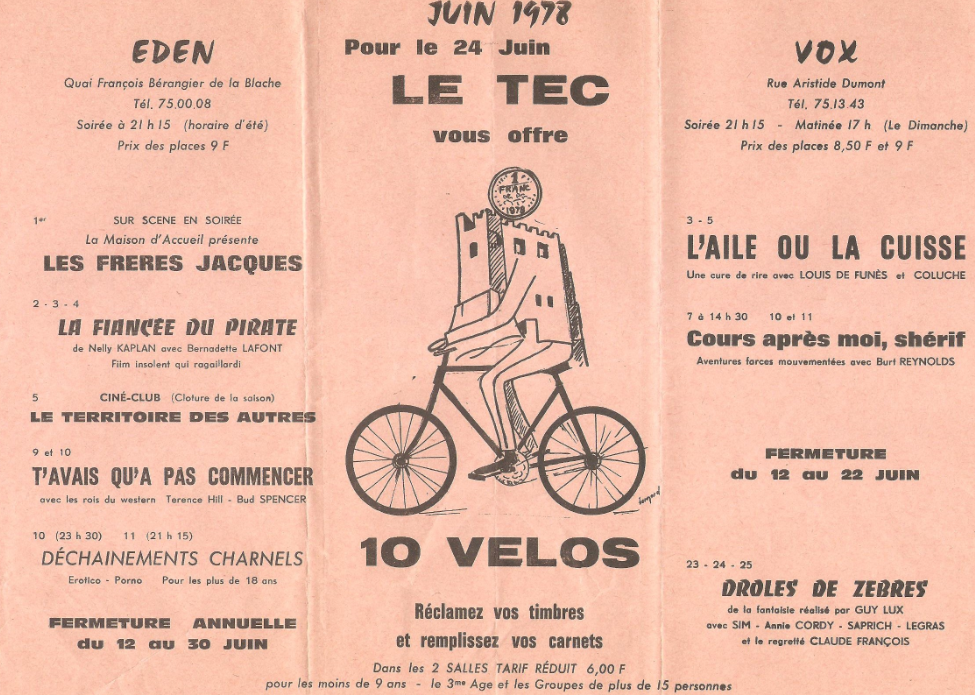 EDEN
Quai François Bérangier de la Blache
Tél. 75.00.08
Soirée à 21 h 15 (horaire d'été)
Prix des places 9 F
1er SUR SCENE EN SOIRÉE
La Maison d'Accueil présente
LES FRERES JACQUES
2 - 3 - 4
LA FIANCÉE DU PIRATE
de Nelly KAPLAN avec Bernadette LAFONT
Film insolent qui ragaillardi
5 CINÉ-CLUB (Cloture de la saison)
LE TERRITOIRE DES AUTRES
9 et 10
T'AVAIS QU'A PAS COMMENCER
avec les rois du western Terence Hill - Bud SPENCER
10 (23 h 30) 11 (21 h 15)
DÉCHAINEMENTS CHARNELS
Erotico - Porno Pour les plus de 18 ans
FERMETURE ANNUELLE
du 12 au 30 JUIN
JUIN 1978
Pour le 24 Juin
LE TEC
vous offre
1
FRANC
1978
10 VELOS
Réclamez vos timbres
et remplissez vos carnets
Dans les 2 SALLES TARIF RÉDUIT 6,00 F
pour les moins de 9 ans - le 3me Age et les Groupes de plus de 15 personnes
VOX
Rue Aristide Dumont
Tél. 75.13.43
Soirée 21 h 15 - Matinée 17 h (Le Dimanche)
Prix des places 8,50 F et 9 F
3 - 5
L'AILE OU LA CUISSE
Une cure de rire avec LOUIS DE FUNÈS et COLUCHE
7 à 14 h 30 10 et 11
Cours après moi, shérif
Aventures farces mouvementées avec Burt REYNOLDS
FERMETURE
du 12 au 22 JUIN
23 - 24 - 25
DROLES DE ZEBRES
de la fantaisie réalisé par GUY LUX
avec SIM - Annie CORDY - SAPRICH - LEGRAS
et le regretté CLAUDE FRANÇOIS